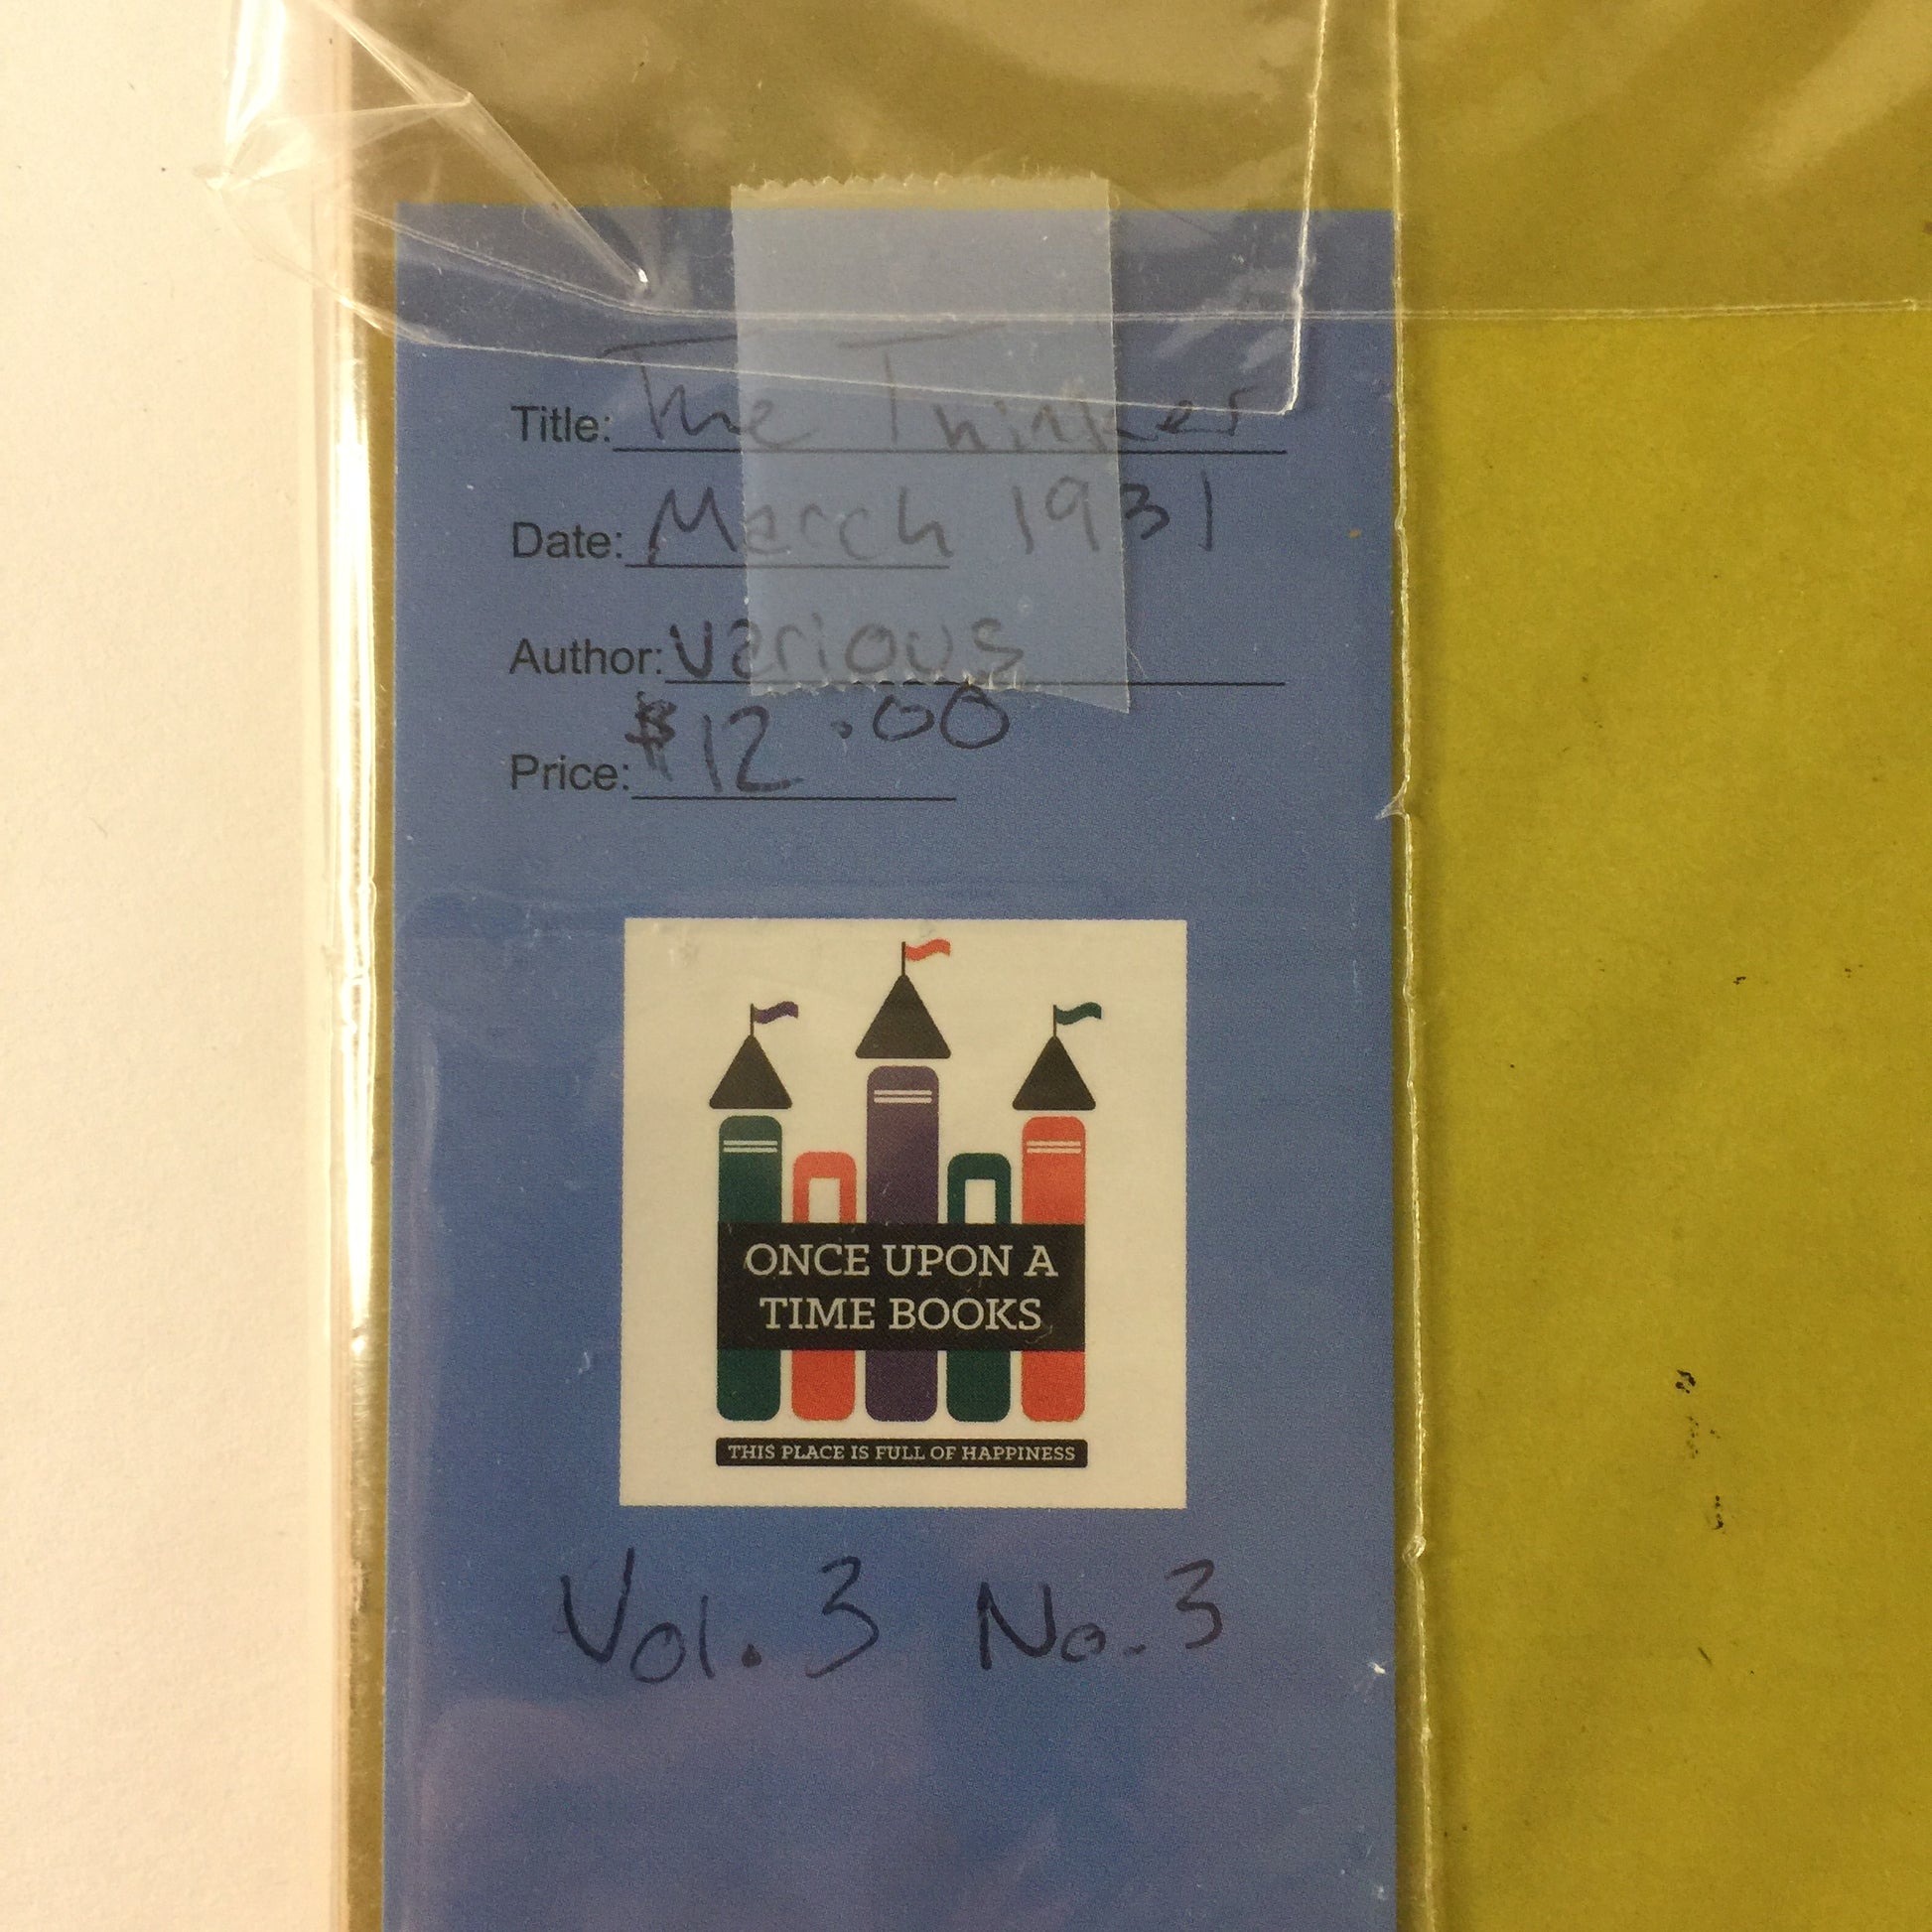 Title: The Thinker
Date: March 1931
Author: Various
Price: $12.00
ONCE UPON A
TIME BOOKS
THIS PLACE IS FULL OF HAPPINESS
Vol. 3 No. 3